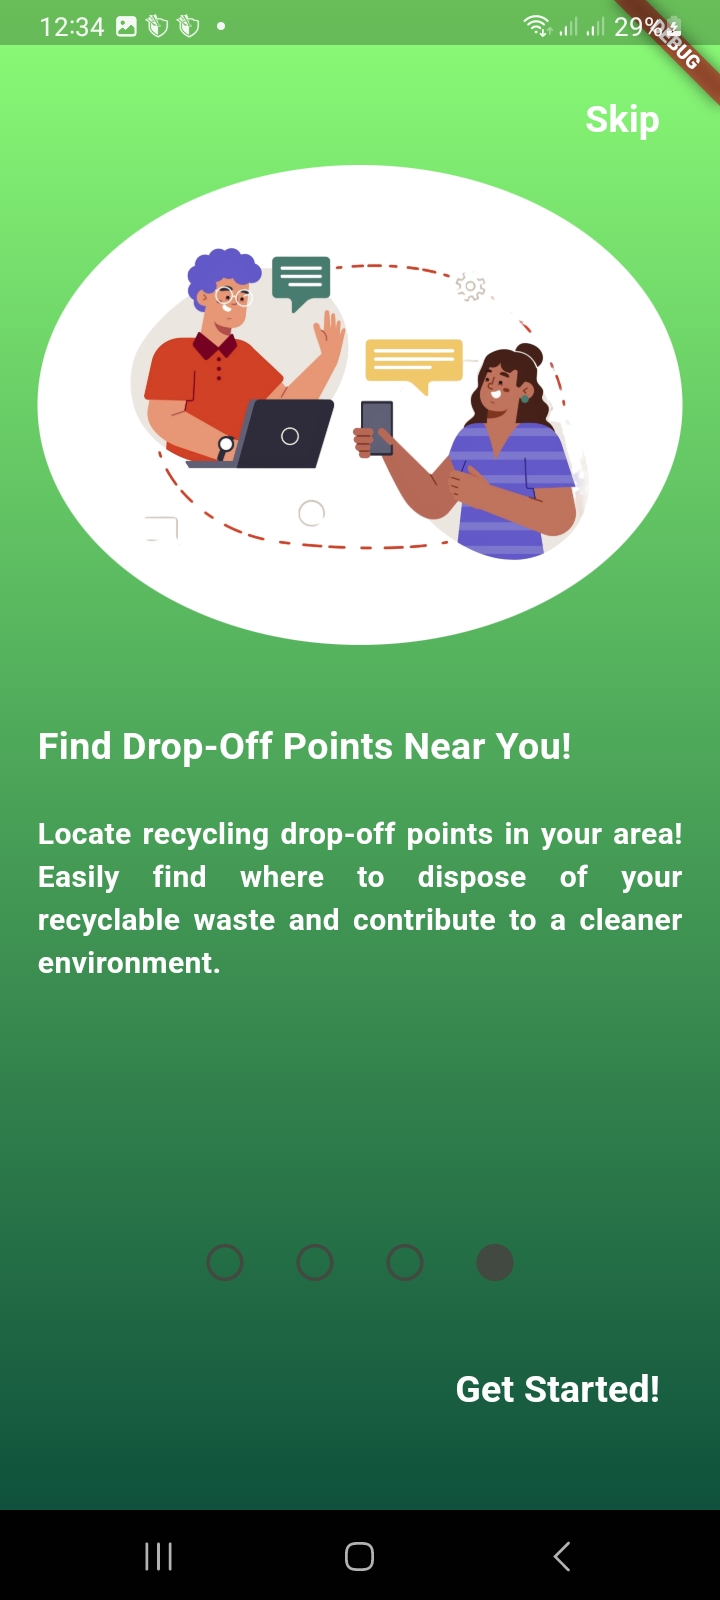 12:34 29%
DEBUG
Skip
Find Drop-Off Points Near You!
Locate recycling drop-off points in your area!
Easily find where to dispose of your
recyclable waste and contribute to a cleaner
environment.
Get Started!